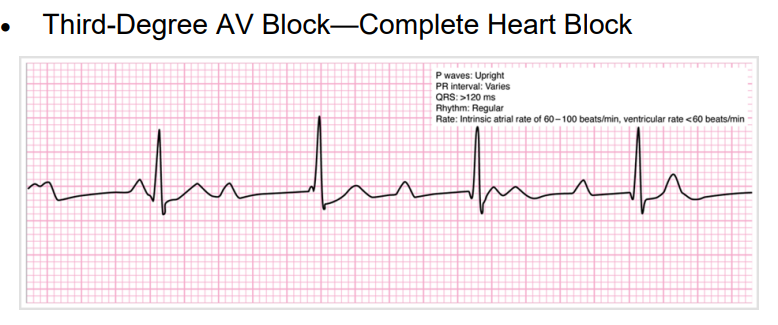 • Third-Degree AV Block—Complete Heart Block
P waves: Upright
PR interval: Varies
QRS: >120 ms
Rhythm: Regular
Rate: Intrinsic atrial rate of 60–100 beats/min, ventricular rate <60 beats/min